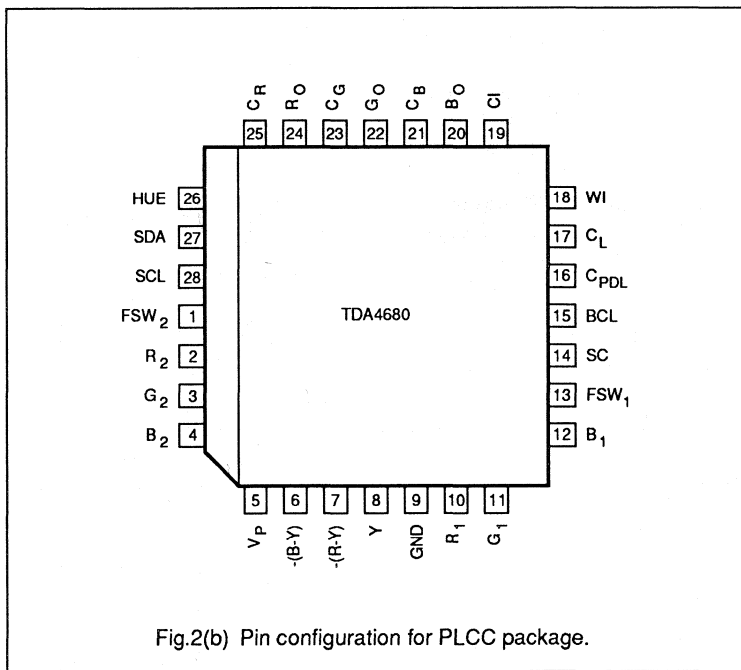 C_R R_O C_G G_O C_B B_O CI
25 24 23 22 21 20 19
HUE 26
SDA 27
SCL 28
FSW_2 1
R_2 2
G_2 3
B_2 4
TDA4680
18 WI
17 C_L
16 C_PDL
15 BCL
14 SC
13 FSW_1
12 B_1
5 6 7 8 9 10 11
V_P -(B-Y) -(R-Y) Y GND R_1 G_1
Fig.2(b) Pin configuration for PLCC package.